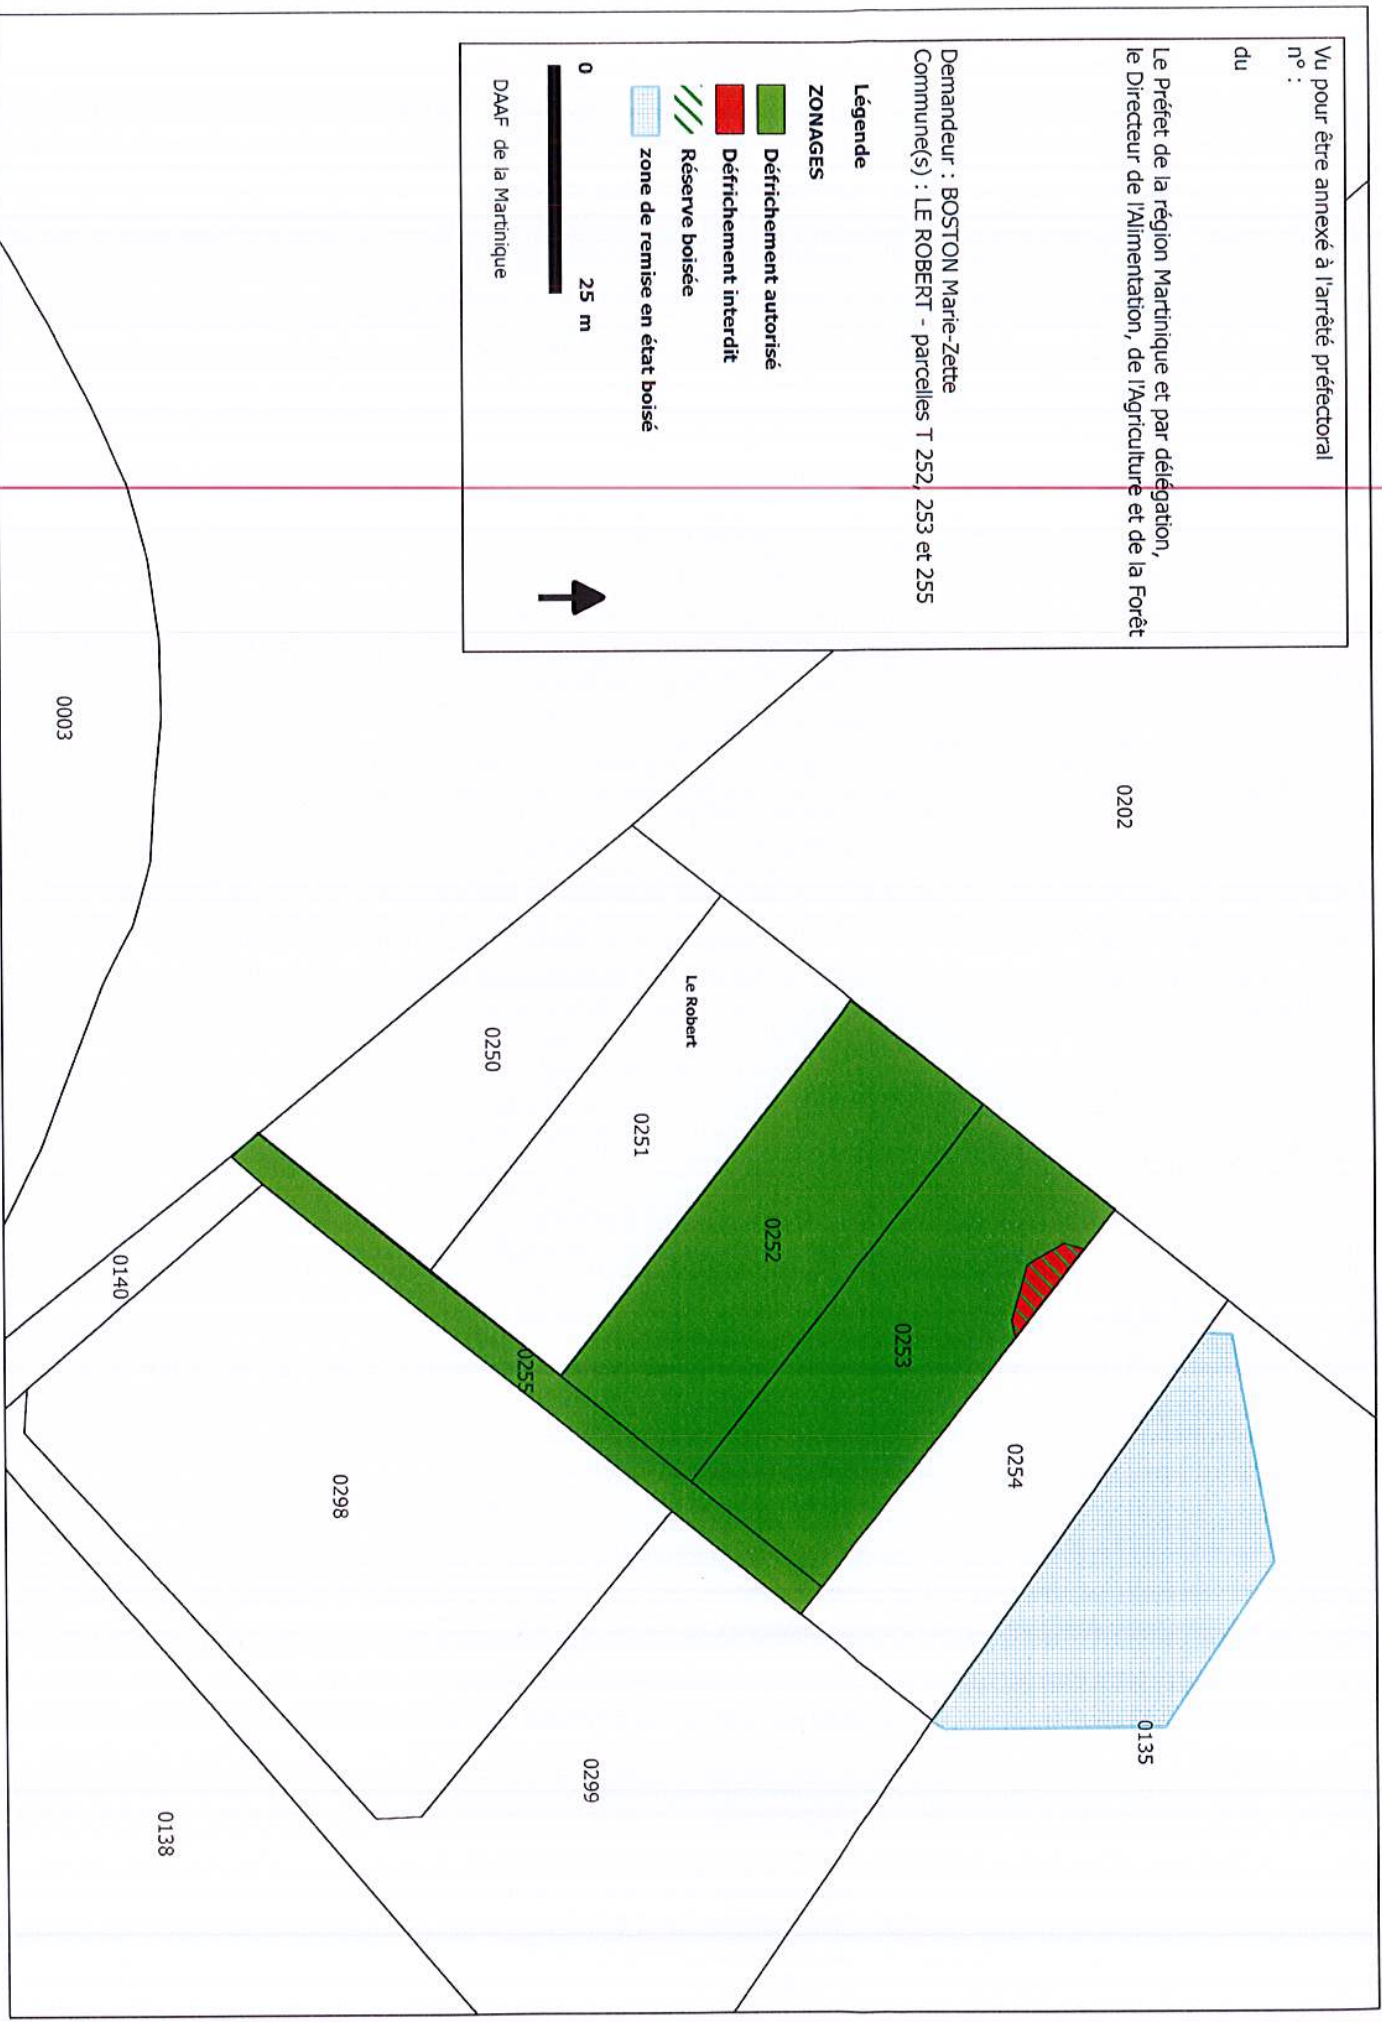 Vu pour être annexé à l'arrêté préfectoral
n° :
du
Le Préfet de la région Martinique et par délégation,
le Directeur de l'Alimentation, de l'Agriculture et de la Forêt
Demandeur : BOSTON Marie-Zette
Commune(s) : LE ROBERT - parcelles T 252, 253 et 255
Légende
ZONAGES
Défrichement autorisé
Défrichement interdit
Réserve boisée
zone de remise en état boisé
0 25 m
DAAF de la Martinique
0202
0135
0254
0253
0252
Le Robert
0251
0255
0250
0299
0298
0138
0140
0003